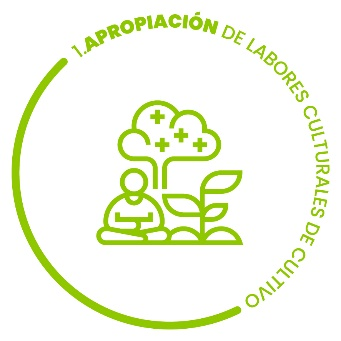 1.APROPIACIÓN DE LABORES CULTURALES DE CULTIVO